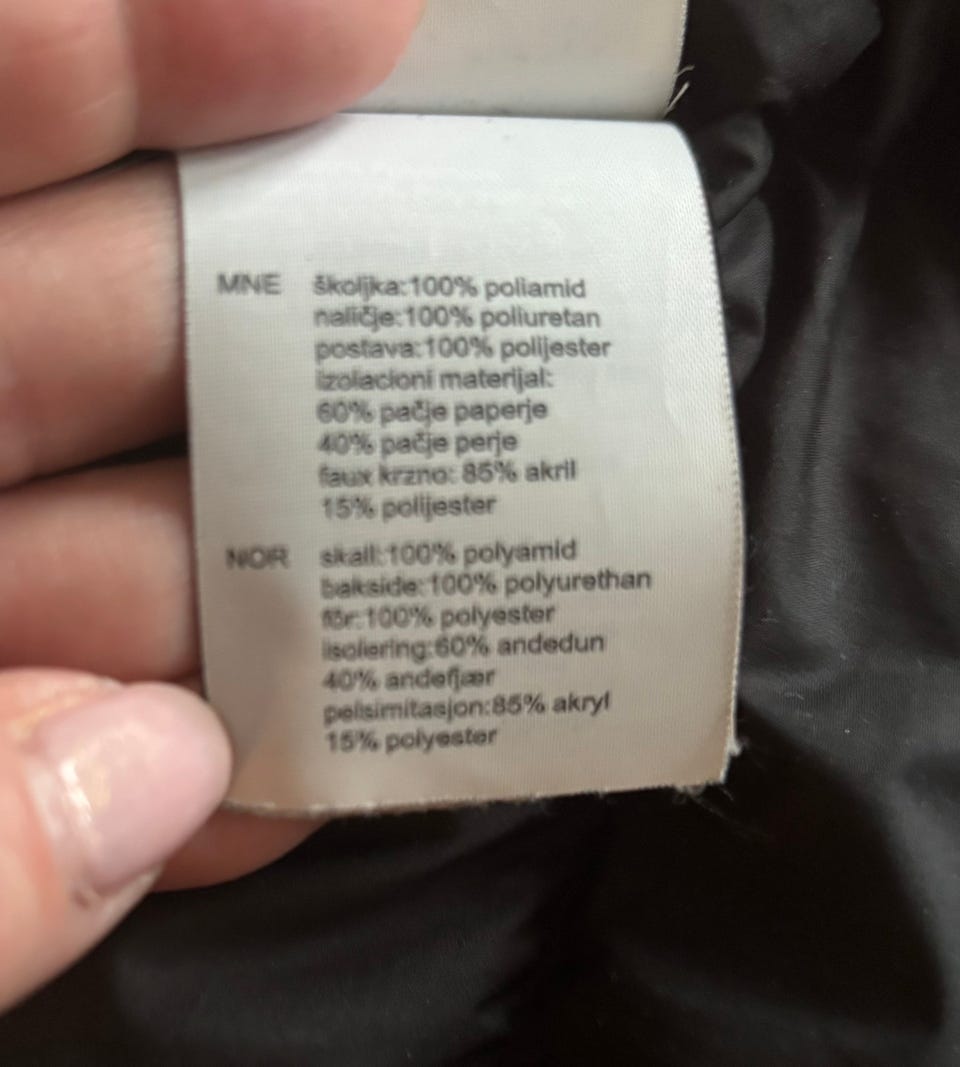 MNE školjka:100% poliamid
naličje:100% poliuretan
postava:100% polijester
izolacioni materijal:
60% pačje paperje
40% pačje perje
faux krzno: 85% akril
15% polijester
NOR skall:100% polyamid
bakside:100% polyurethan
fôr:100% polyester
isolering:60% andedun
40% andefjær
pelsimitasjon:85% akryl
15% polyester